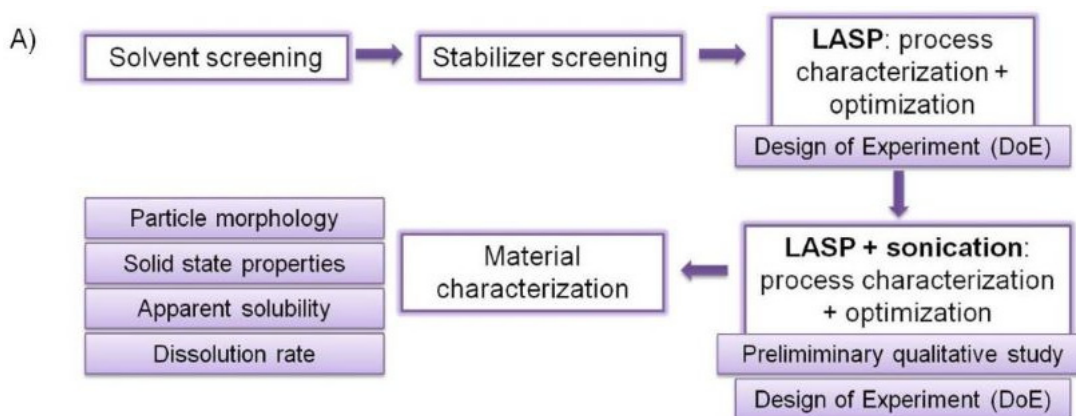 A)
Solvent screening
Stabilizer screening
LASP: process
characterization +
optimization
Design of Experiment (DoE)
LASP + sonication:
process characterization
+ optimization
Prelimiminary qualitative study
Design of Experiment (DoE)
Material
characterization
Particle morphology
Solid state properties
Apparent solubility
Dissolution rate